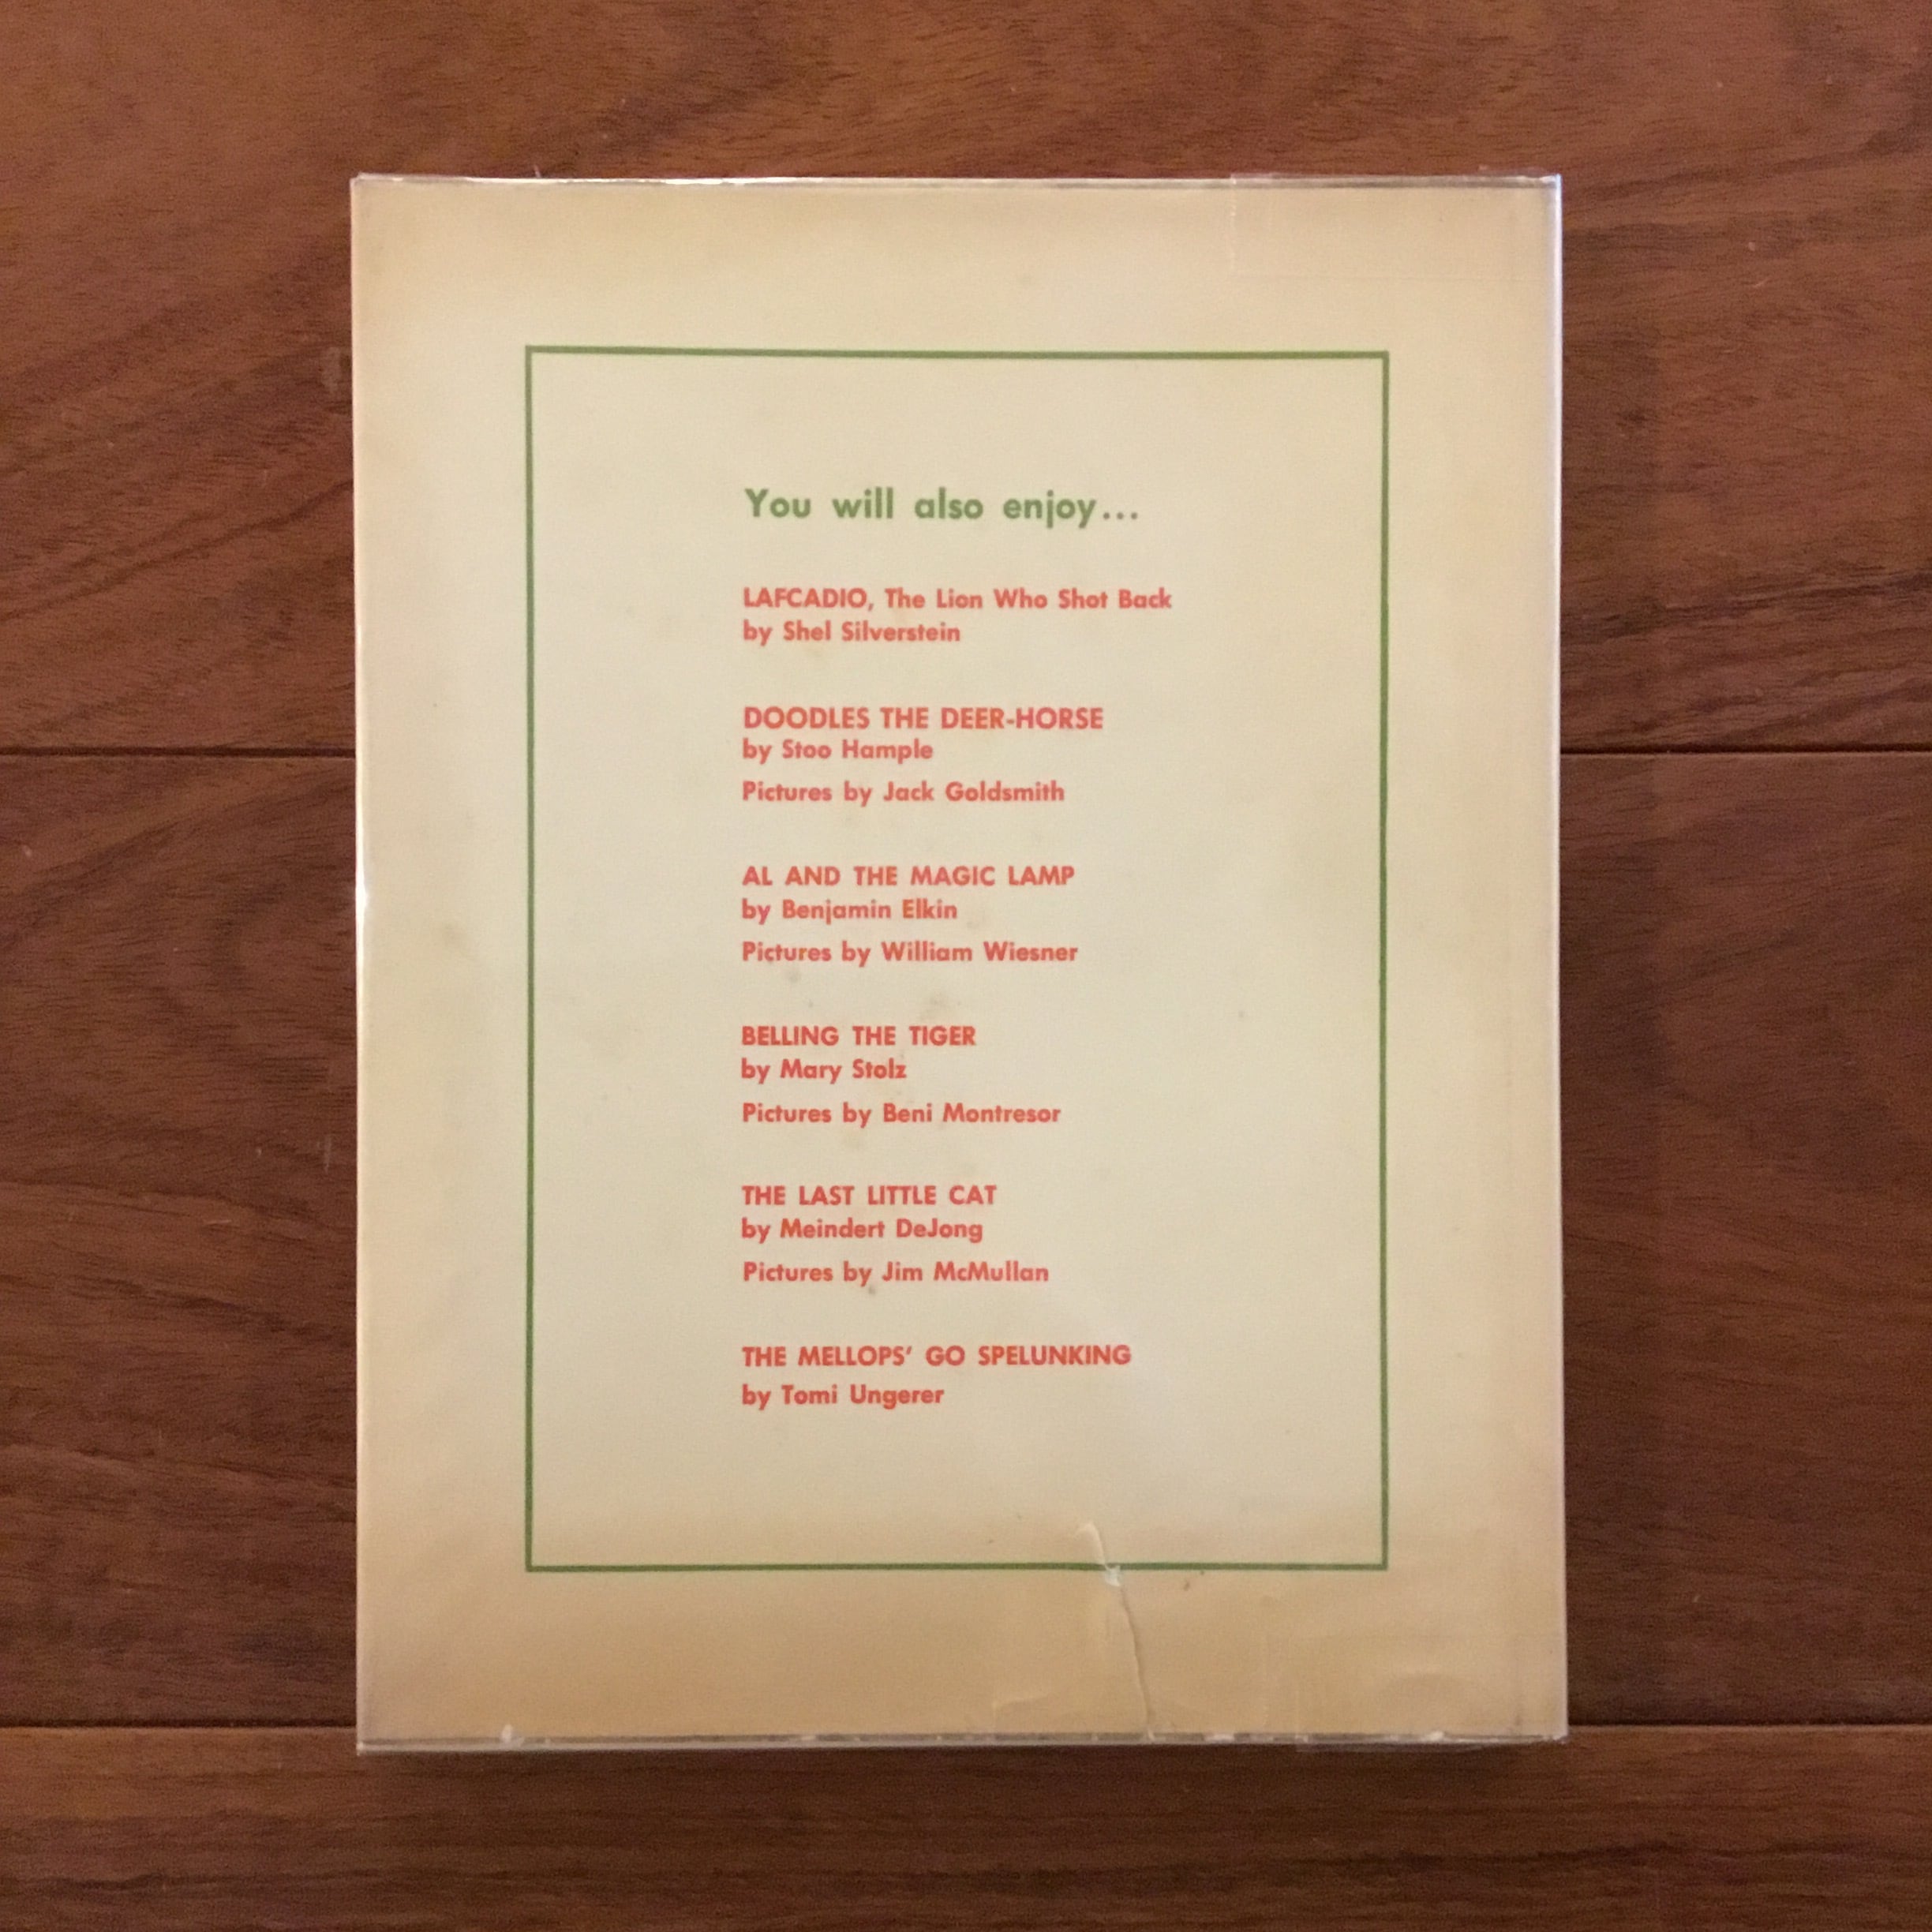 You will also enjoy...
LAFCADIO, The Lion Who Shot Back
by Shel Silverstein
DOODLES THE DEER-HORSE
by Stoo Hample
Pictures by Jack Goldsmith
AL AND THE MAGIC LAMP
by Benjamin Elkin
Pictures by William Wiesner
BELLING THE TIGER
by Mary Stolz
Pictures by Beni Montresor
THE LAST LITTLE CAT
by Meindert DeJong
Pictures by Jim McMullan
THE MELLOPS' GO SPELUNKING
by Tomi Ungerer